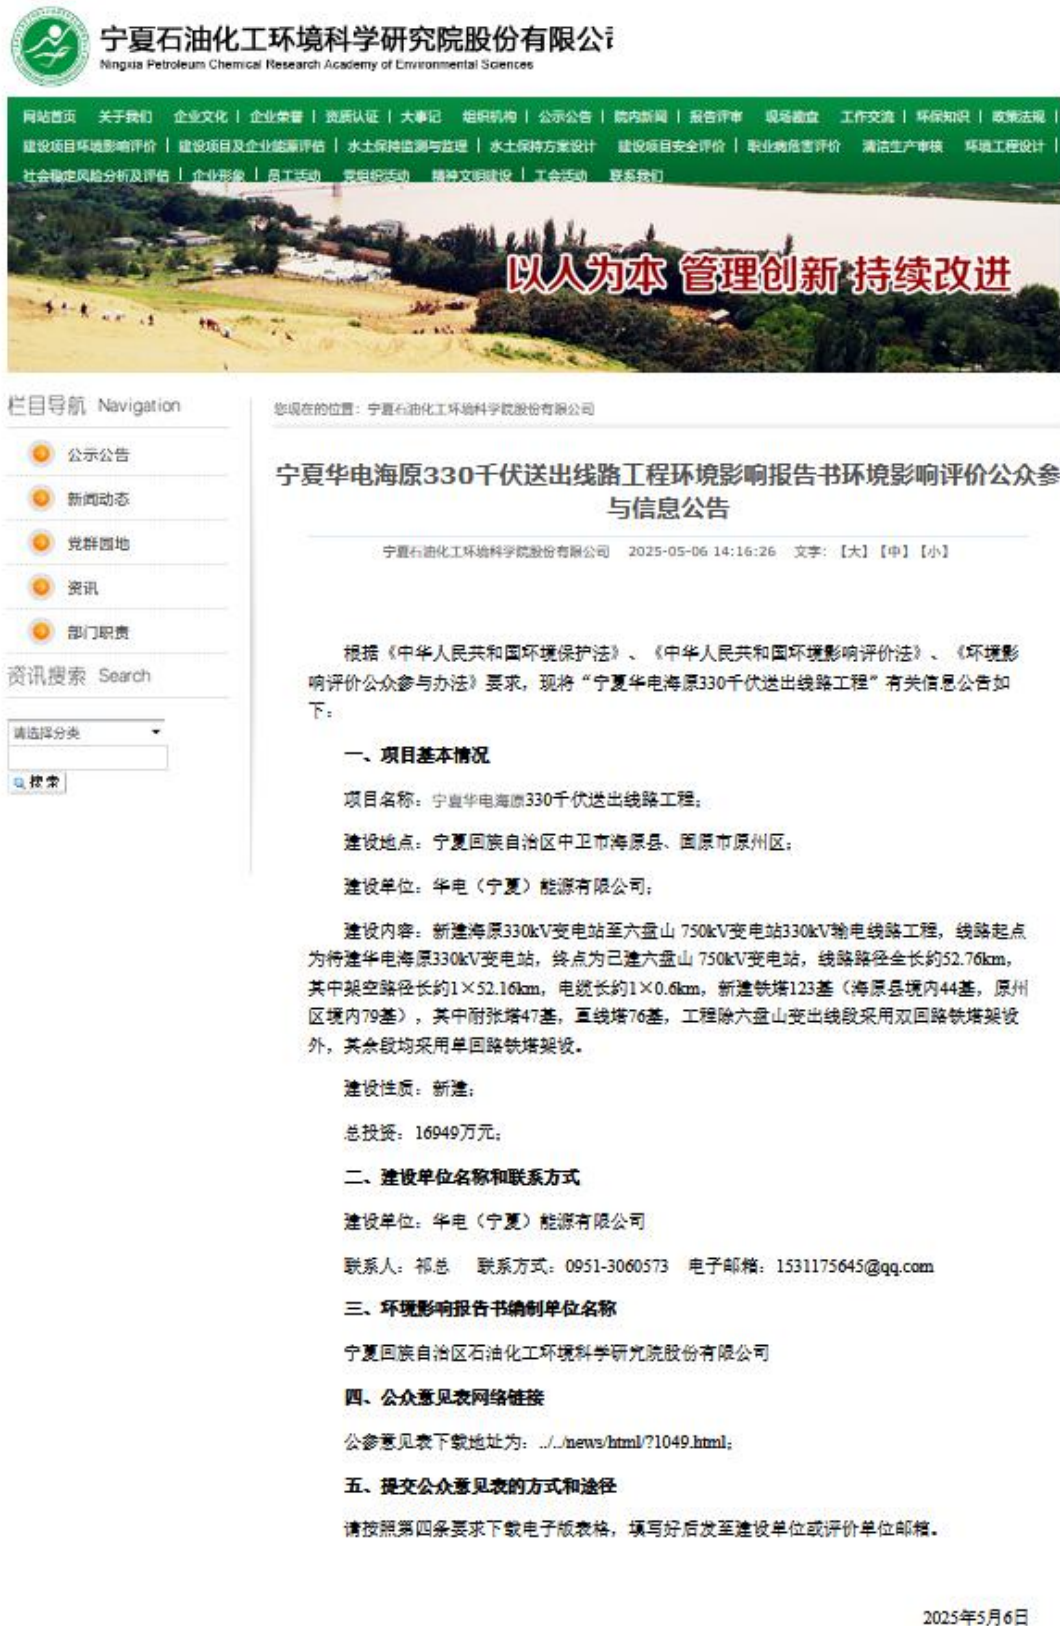 宁夏石油化工环境科学研究院股份有限公
Ningxia Petroleum Chemical Research Academy of Environmental Sciences
网站首页 关于我们 企业文化 | 企业荣誉 | 资质认证 | 大事记 组织机构 | 公示公告 | 院内新闻 | 报告评审 现场勘查 工作交流 | 环保知识 | 政策法规 |
建设项目环境影响评价 | 建设项目及企业能源评估 | 水土保持监测与监理 | 水土保持方案设计 建设项目安全评价 | 职业病危害评价 清洁生产审核 环境工程设计 |
社会稳定风险分析及评估 | 企业形象 | 员工活动 党组织活动 精神文明建设 | 工会活动 联系我们
以人为本 管理创新 持续改进
栏目导航 Navigation
公示公告
新闻动态
党群园地
资讯
部门职责
资讯搜索 Search
请选择分类
搜索
您现在的位置：宁夏石油化工环境科学院股份有限公司
宁夏华电海原330千伏送出线路工程环境影响报告书环境影响评价公众参
与信息公告
宁夏石油化工环境科学院股份有限公司 2025-05-06 14:16:26 文字：【大】【中】【小】
根据《中华人民共和国环境保护法》、《中华人民共和国环境影响评价法》、《环境影
响评价公众参与办法》要求，现将“宁夏华电海原330千伏送出线路工程”有关信息公告如
下：
一、项目基本情况
项目名称：宁夏华电海原330千伏送出线路工程；
建设地点：宁夏回族自治区中卫市海原县、固原市原州区；
建设单位：华电（宁夏）能源有限公司；
建设内容：新建海原330kV变电站至六盘山 750kV变电站330kV输电线路工程，线路起点
为待建华电海原330kV变电站，终点为已建六盘山 750kV变电站，线路路径全长约52.76km，
其中架空路径长约1×52.16km，电缆长约1×0.6km，新建铁塔123基（海原县境内44基，原州
区境内79基），其中耐张塔47基，直线塔76基，工程除六盘山变出线段采用双回路铁塔架设
外，其余段均采用单回路铁塔架设。
建设性质：新建；
总投资：16949万元；
二、建设单位名称和联系方式
建设单位：华电（宁夏）能源有限公司
联系人：祁总 联系方式：0951-3060573 电子邮箱：1531175645@qq.com
三、环境影响报告书编制单位名称
宁夏回族自治区石油化工环境科学研究院股份有限公司
四、公众意见表网络链接
公参意见表下载地址为：../../news/html/?1049.html；
五、提交公众意见表的方式和途径
请按照第四条要求下载电子版表格，填写好后发至建设单位或评价单位邮箱。
2025年5月6日